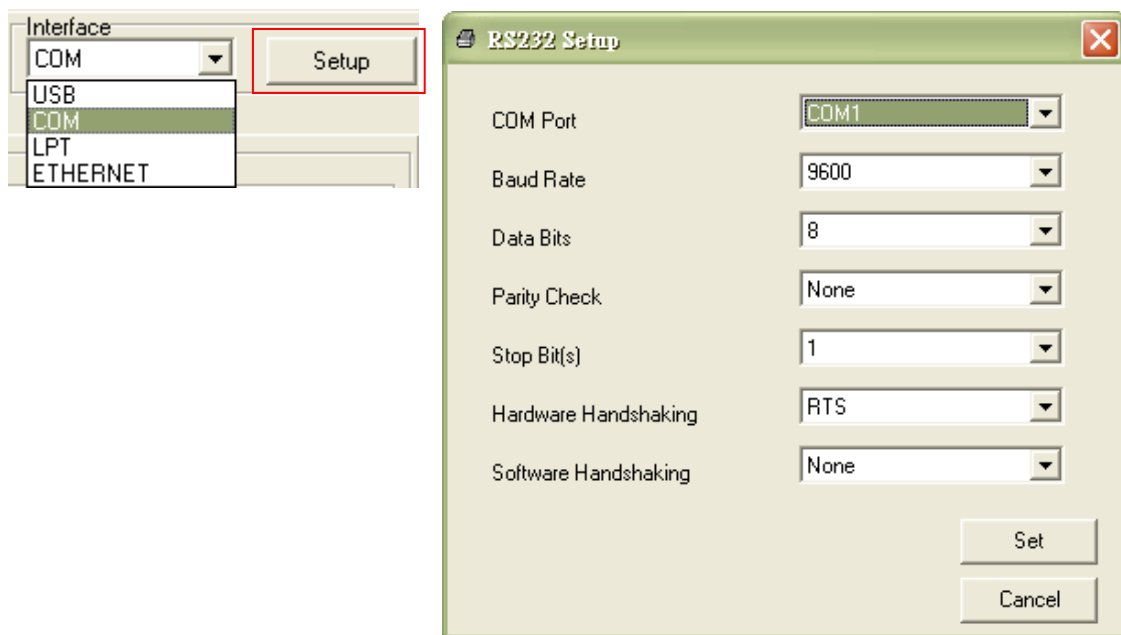 Interface
COM
Setup
USB
COM
LPT
ETHERNET
RS232 Setup
COM Port COM1
Baud Rate 9600
Data Bits 8
Parity Check None
Stop Bit(s) 1
Hardware Handshaking RTS
Software Handshaking None
Set
Cancel